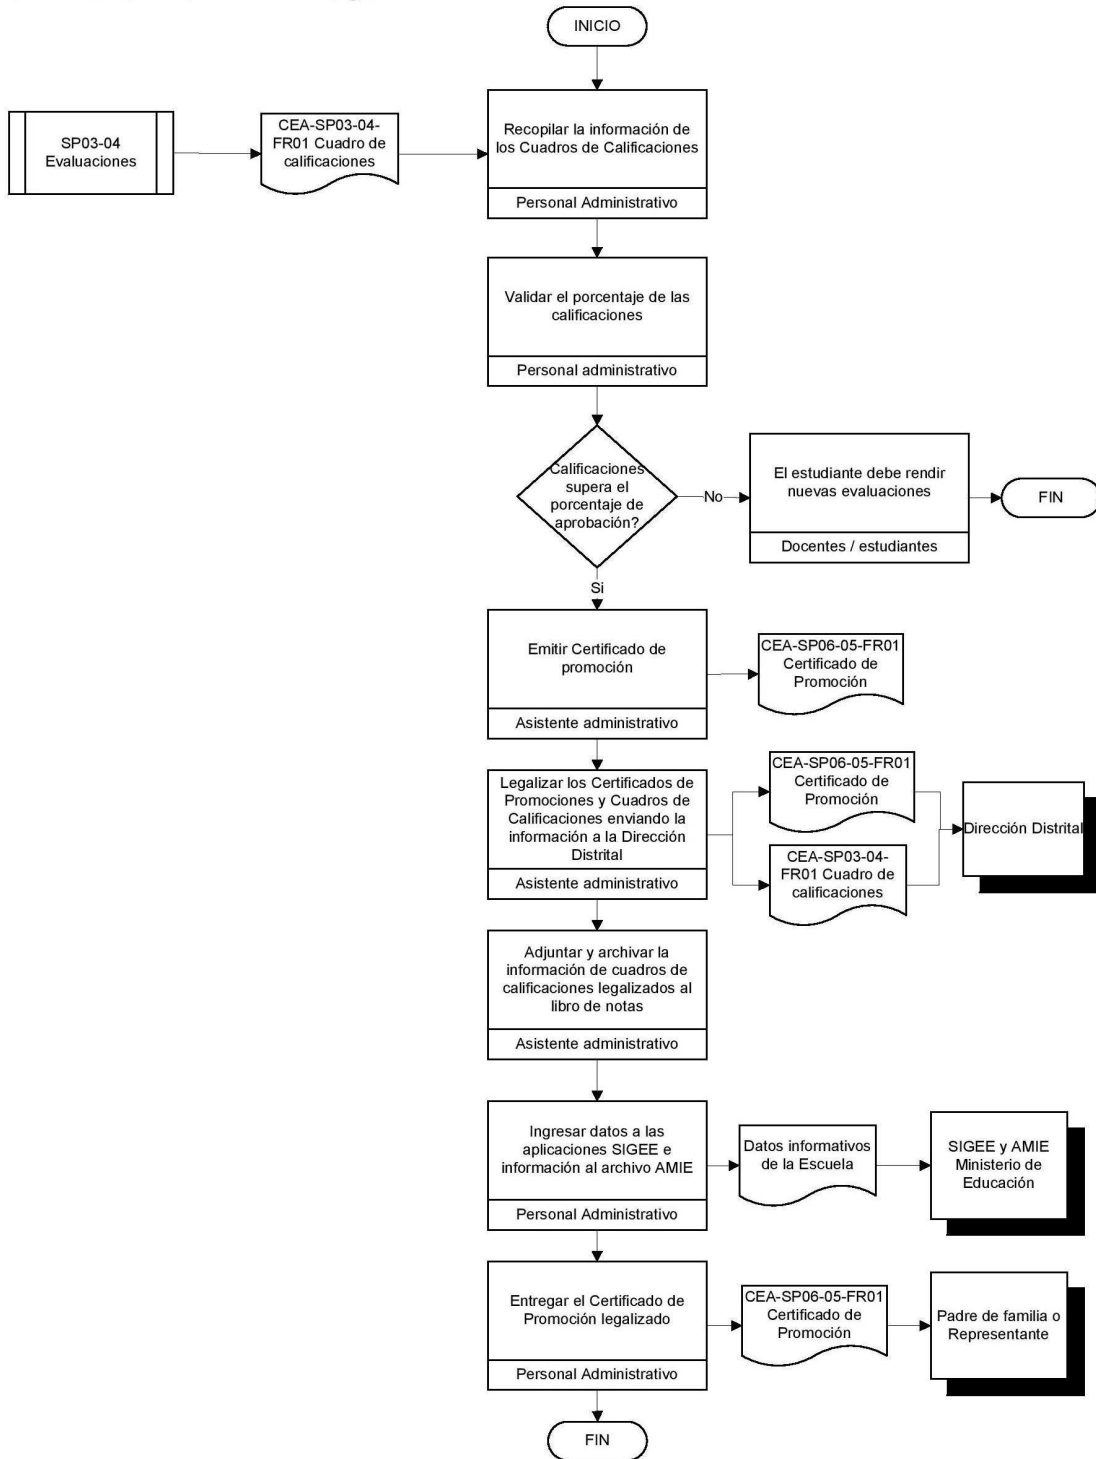 INICIO
SP03-04
Evaluaciones
CEA-SP03-04-
FR01 Cuadro de
calificaciones
Recopilar la información de
los Cuadros de Calificaciones
Personal Administrativo
Validar el porcentaje de las
calificaciones
Personal administrativo
Calificaciones
supera el
porcentaje de
aprobación?
No
El estudiante debe rendir
nuevas evaluaciones
Docentes / estudiantes
FIN
Si
Emitir Certificado de
promoción
Asistente administrativo
CEA-SP06-05-FR01
Certificado de
Promoción
Legalizar los Certificados de
Promociones y Cuadros de
Calificaciones enviando la
información a la Dirección
Distrital
Asistente administrativo
CEA-SP06-05-FR01
Certificado de
Promoción
CEA-SP03-04-
FR01 Cuadro de
calificaciones
Dirección Distrital
Adjuntar y archivar la
información de cuadros de
calificaciones legalizados al
libro de notas
Asistente administrativo
Ingresar datos a las
aplicaciones SIGEE e
información al archivo AMIE
Personal Administrativo
Datos informativos
de la Escuela
SIGEE y AMIE
Ministerio de
Educación
Entregar el Certificado de
Promoción legalizado
Personal Administrativo
CEA-SP06-05-FR01
Certificado de
Promoción
Padre de familia o
Representante
FIN